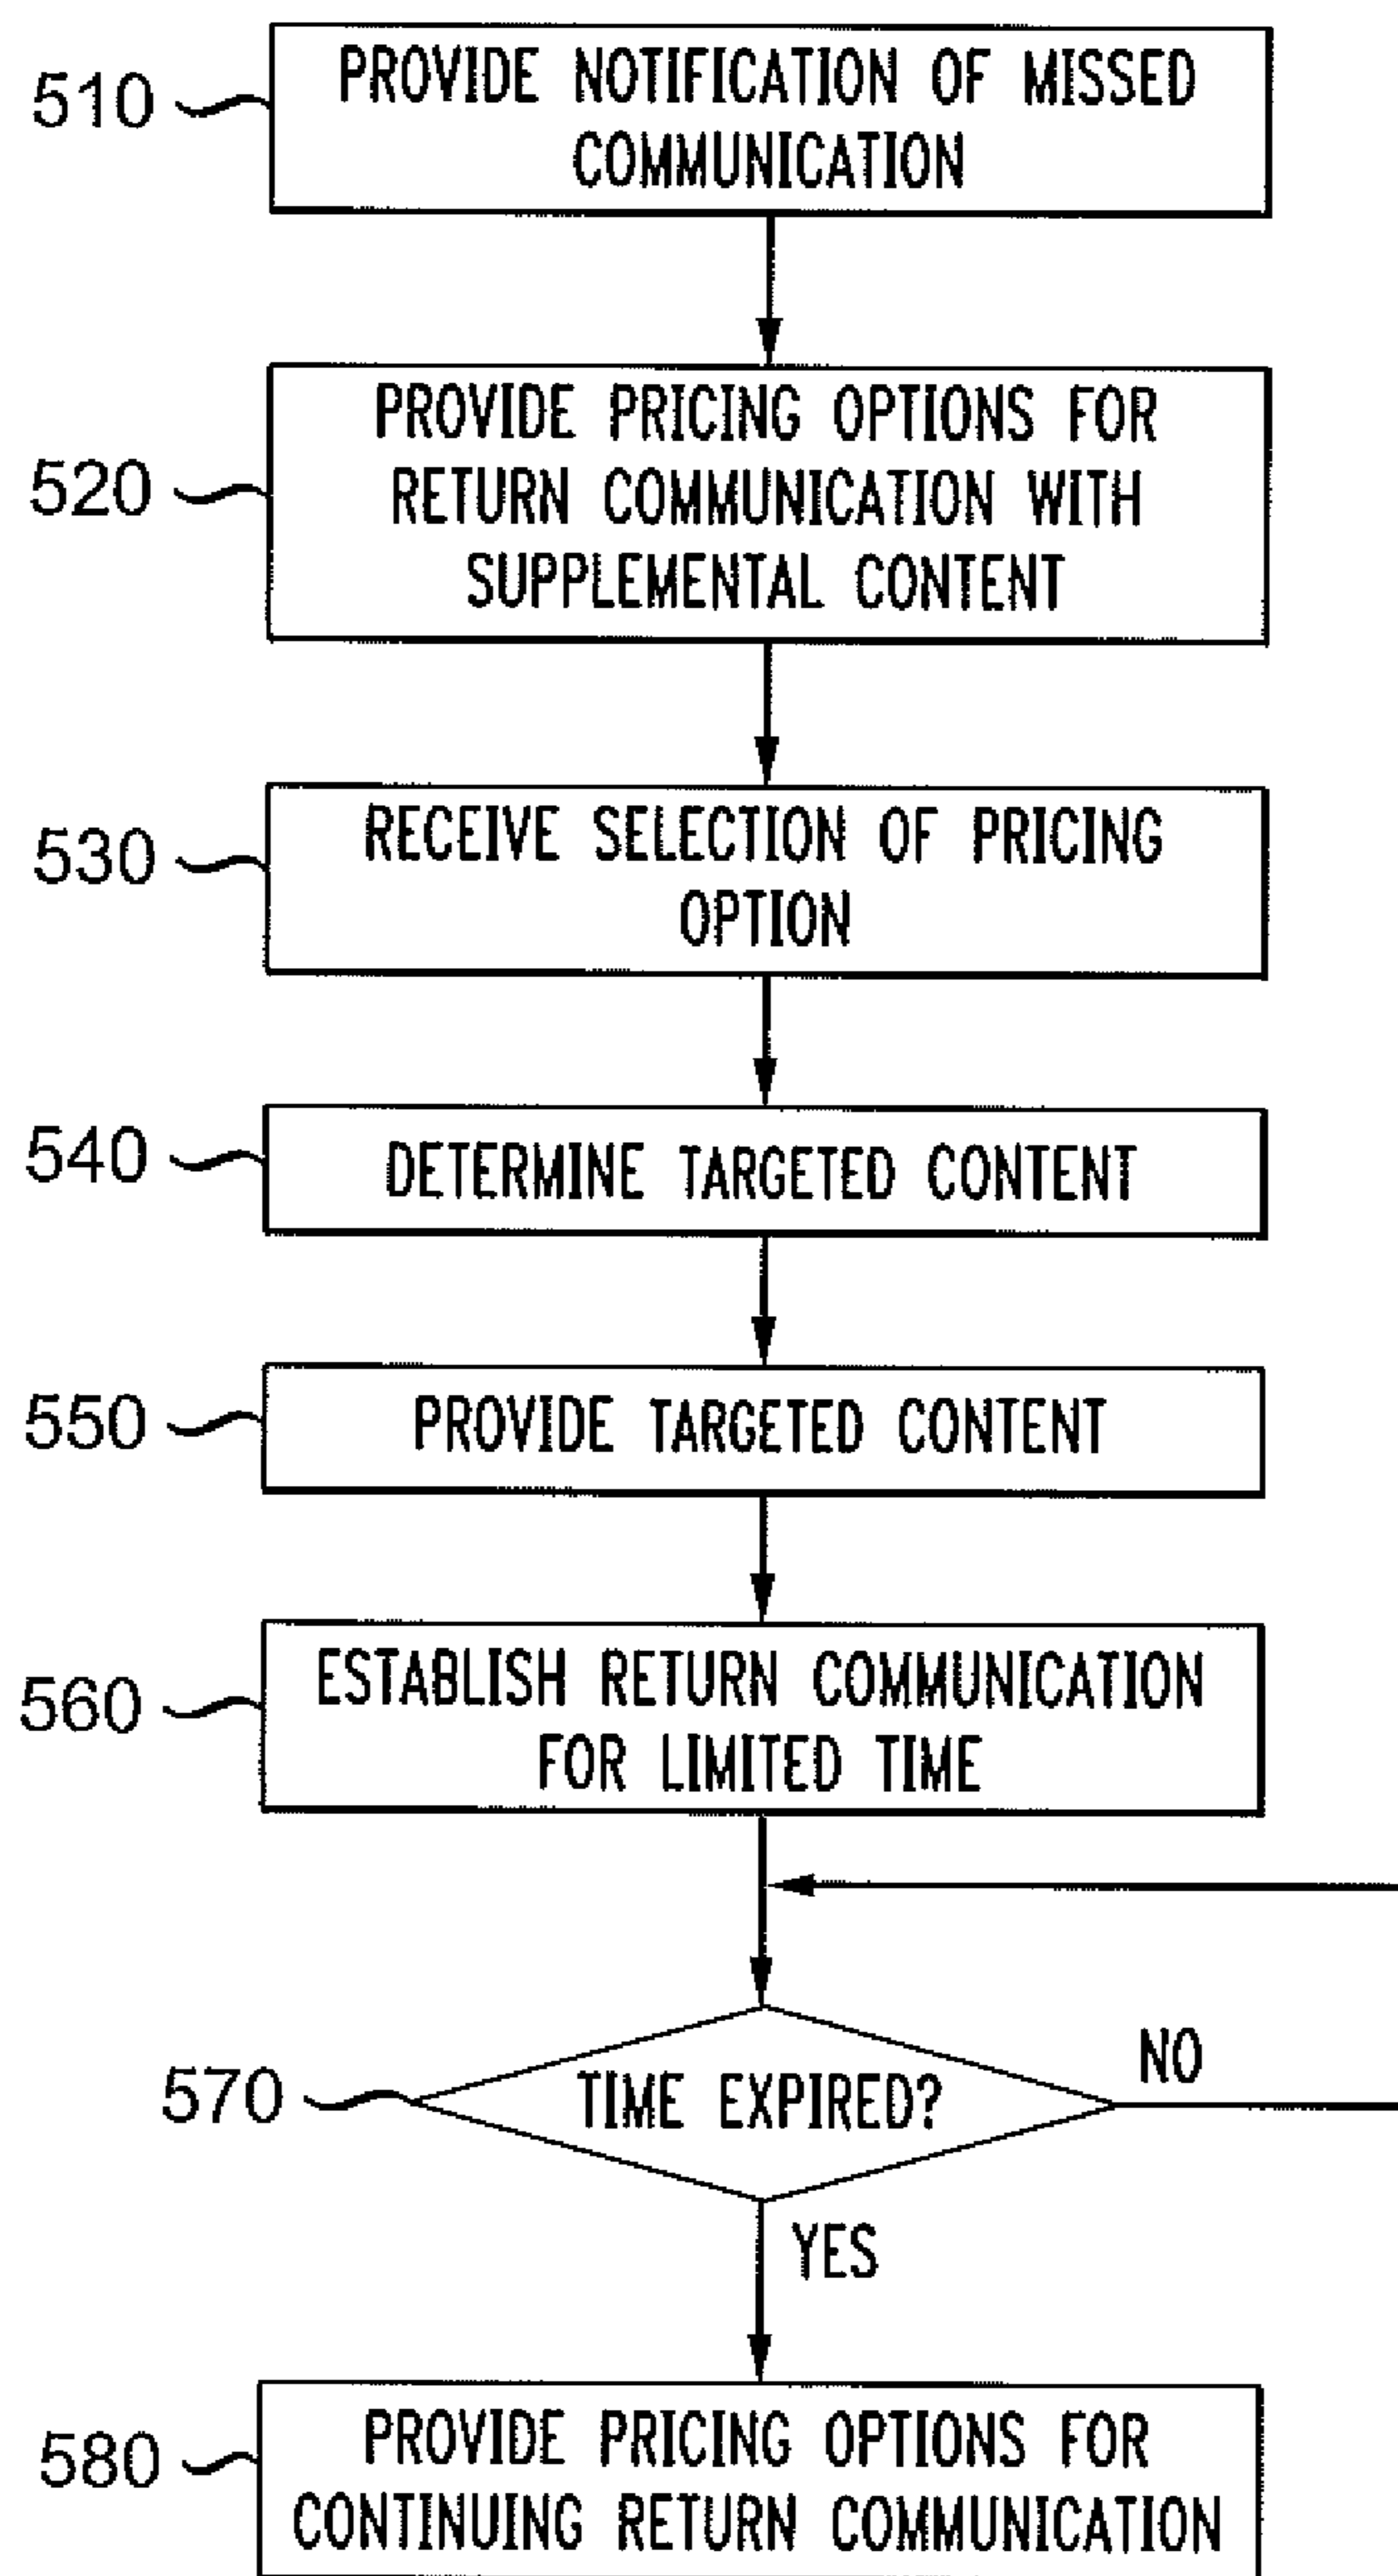 510
PROVIDE NOTIFICATION OF MISSED
COMMUNICATION
520
PROVIDE PRICING OPTIONS FOR
RETURN COMMUNICATION WITH
SUPPLEMENTAL CONTENT
530
RECEIVE SELECTION OF PRICING
OPTION
540
DETERMINE TARGETED CONTENT
550
PROVIDE TARGETED CONTENT
560
ESTABLISH RETURN COMMUNICATION
FOR LIMITED TIME
570
TIME EXPIRED?
NO
YES
580
PROVIDE PRICING OPTIONS FOR
CONTINUING RETURN COMMUNICATION